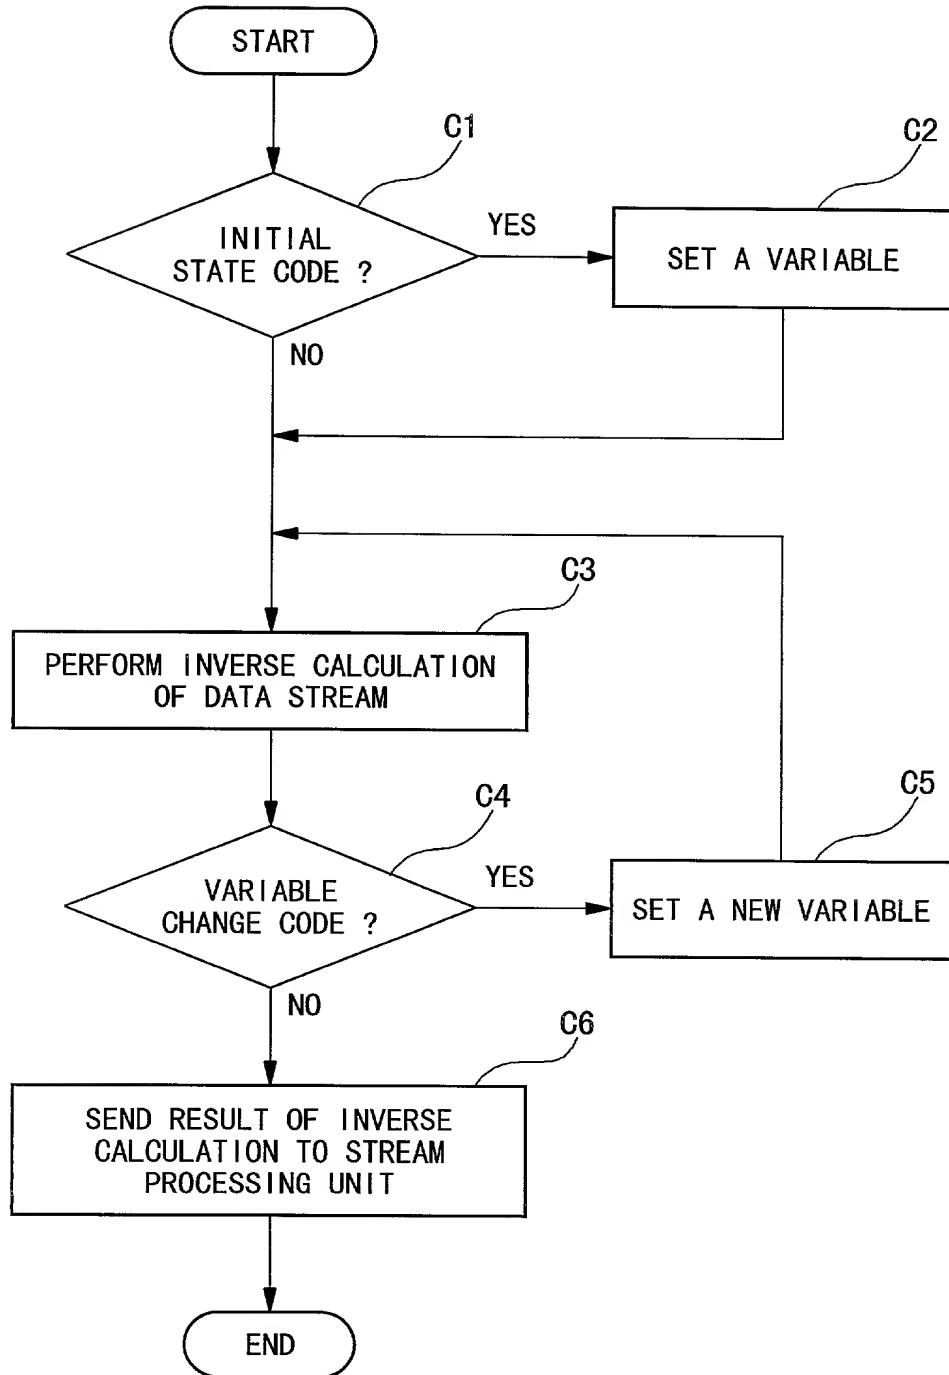 START
C1
C2
INITIAL
STATE CODE ?
YES
SET A VARIABLE
NO
C3
PERFORM INVERSE CALCULATION
OF DATA STREAM
C4
C5
VARIABLE
CHANGE CODE ?
YES
SET A NEW VARIABLE
NO
C6
SEND RESULT OF INVERSE
CALCULATION TO STREAM
PROCESSING UNIT
END